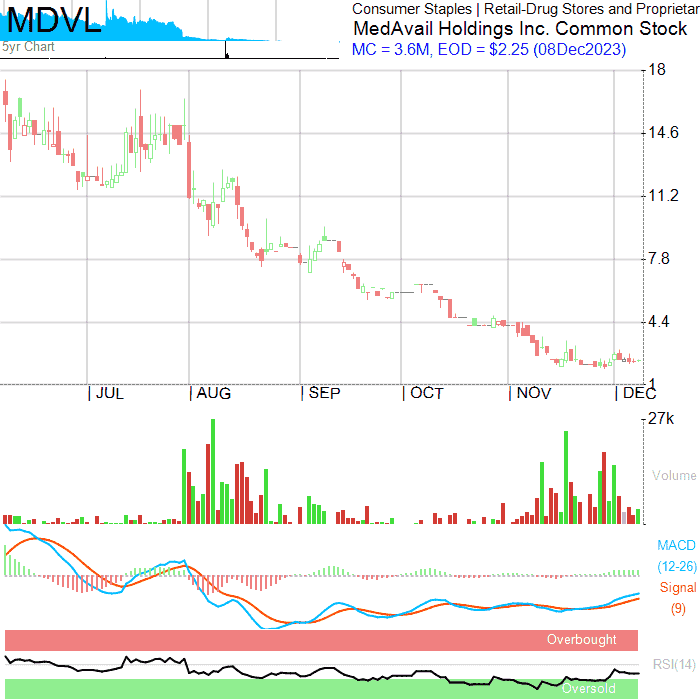 MDVL
5yr Chart
Consumer Staples | Retail-Drug Stores and Proprietar
MedAvail Holdings Inc. Common Stock
MC = 3.6M, EOD = $2.25 (08Dec2023)
18
14.6
11.2
7.8
4.4
1
| JUL | AUG | SEP | OCT | NOV | DEC
27k
Volume
MACD
(12-26)
Signal
(9)
Overbought
RSI(14)
Oversold